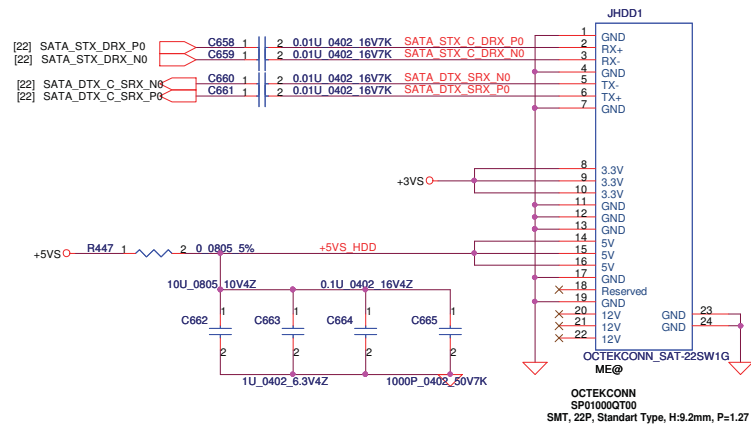 JHDD1
1 GND
[22] SATA_STX_DRX_P0 C658 1 2 0.01U_0402_16V7K SATA_STX_C_DRX_P0 2 RX+
[22] SATA_STX_DRX_N0 C659 1 2 0.01U_0402_16V7K SATA_STX_C_DRX_N0 3 RX-
4 GND
[22] SATA_DTX_C_SRX_N0 C660 1 2 0.01U_0402_16V7K SATA_DTX_SRX_N0 5 TX-
[22] SATA_DTX_C_SRX_P0 C661 1 2 0.01U_0402_16V7K SATA_DTX_SRX_P0 6 TX+
7 GND
8 3.3V
+3VS 9 3.3V
10 3.3V
11 GND
12 GND
13 GND
14 5V
+5VS R447 1 2 0_0805_5% +5VS_HDD 15 5V
16 5V
17 GND
10U_0805_10V4Z 0.1U_0402_16V4Z 18 Reserved
19 GND
1 1 1 1 20 12V GND 23
C662 C663 C664 C665 21 12V GND 24
2 2 2 2 22 12V
OCTEKCONN_SAT-22SW1G
ME@
1U_0402_6.3V4Z 1000P_0402_50V7K
OCTEKCONN
SP01000QT00
SMT, 22P, Standart Type, H:9.2mm, P=1.27